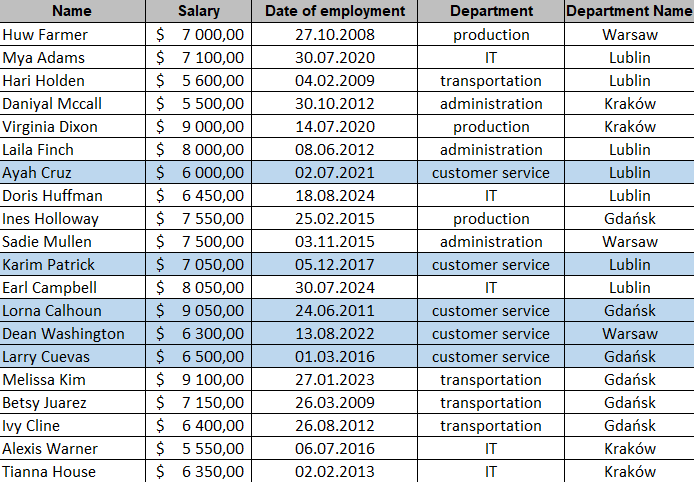 Name Salary Date of employment Department Department Name
Huw Farmer $ 7 000,00 27.10.2008 production Warsaw
Mya Adams $ 7 100,00 30.07.2020 IT Lublin
Hari Holden $ 5 600,00 04.02.2009 transportation Lublin
Daniyal Mccall $ 5 500,00 30.10.2012 administration Kraków
Virginia Dixon $ 9 000,00 14.07.2020 production Kraków
Laila Finch $ 8 000,00 08.06.2012 administration Lublin
Ayah Cruz $ 6 000,00 02.07.2021 customer service Lublin
Doris Huffman $ 6 450,00 18.08.2024 IT Lublin
Ines Holloway $ 7 550,00 25.02.2015 production Gdańsk
Sadie Mullen $ 7 500,00 03.11.2015 administration Warsaw
Karim Patrick $ 7 050,00 05.12.2017 customer service Lublin
Earl Campbell $ 8 050,00 30.07.2024 IT Lublin
Lorna Calhoun $ 9 050,00 24.06.2011 customer service Gdańsk
Dean Washington $ 6 300,00 13.08.2022 customer service Warsaw
Larry Cuevas $ 6 500,00 01.03.2016 customer service Gdańsk
Melissa Kim $ 9 100,00 27.01.2023 transportation Gdańsk
Betsy Juarez $ 7 150,00 26.03.2009 transportation Gdańsk
Ivy Cline $ 6 400,00 26.08.2012 transportation Gdańsk
Alexis Warner $ 5 550,00 06.07.2016 IT Kraków
Tianna House $ 6 350,00 02.02.2013 IT Kraków